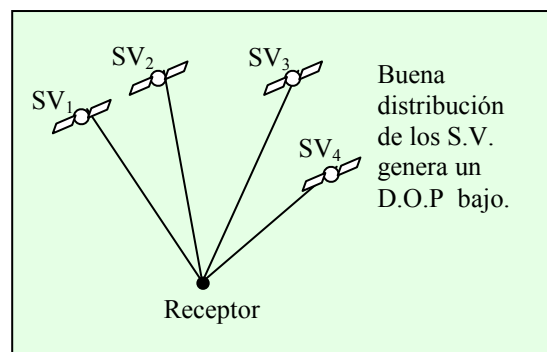 SV₁
SV₂
SV₃
SV₄
Receptor
Buena
distribución
de los S.V.
genera un
D.O.P bajo.